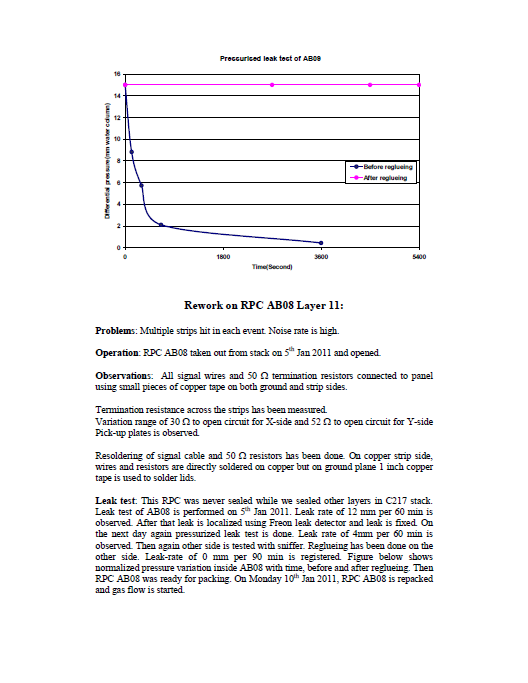 Pressurised leak test of AB09
16
14
12
10
8
6
4
2
0
Differential pressure(mm water column)
Before reglueing
After reglueing
0 1800 3600 5400
Time(Second)
Rework on RPC AB08 Layer 11:
Problems: Multiple strips hit in each event. Noise rate is high.
Operation: RPC AB08 taken out from stack on 5th Jan 2011 and opened.
Observations: All signal wires and 50 Ω termination resistors connected to panel
using small pieces of copper tape on both ground and strip sides.
Termination resistance across the strips has been measured.
Variation range of 30 Ω to open circuit for X-side and 52 Ω to open circuit for Y-side
Pick-up plates is observed.
Resoldering of signal cable and 50 Ω resistors has been done. On copper strip side,
wires and resistors are directly soldered on copper but on ground plane 1 inch copper
tape is used to solder lids.
Leak test: This RPC was never sealed while we sealed other layers in C217 stack.
Leak test of AB08 is performed on 5th Jan 2011. Leak rate of 12 mm per 60 min is
observed. After that leak is localized using Freon leak detector and leak is fixed. On
the next day again pressurized leak test is done. Leak rate of 4mm per 60 min is
observed. Then again other side is tested with sniffer. Reglueing has been done on the
other side. Leak-rate of 0 mm per 90 min is registered. Figure below shows
normalized pressure variation inside AB08 with time, before and after reglueing. Then
RPC AB08 was ready for packing. On Monday 10th Jan 2011, RPC AB08 is repacked
and gas flow is started.